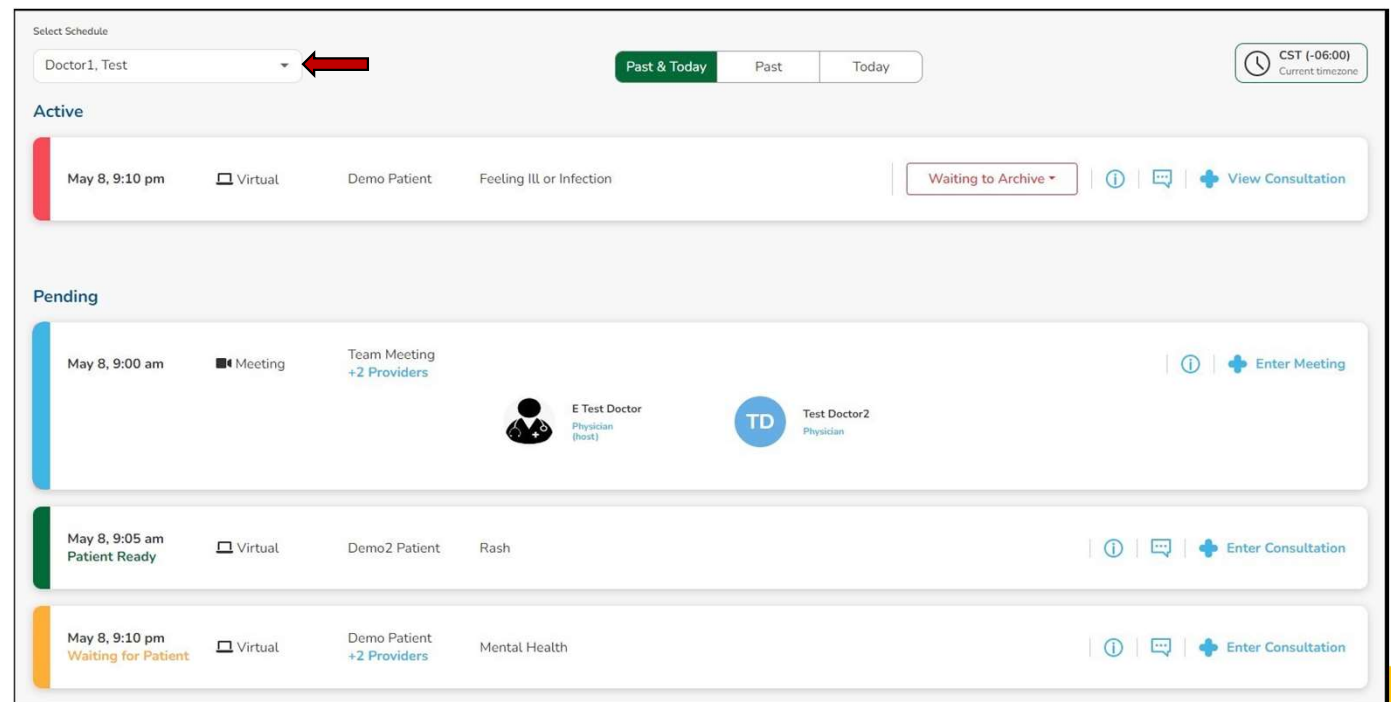 Select Schedule
Doctor1, Test
Past & Today Past Today
CST (-06:00)
Current timezone
Active
May 8, 9:10 pm Virtual Demo Patient Feeling Ill or Infection Waiting to Archive View Consultation
Pending
May 8, 9:00 am Meeting Team Meeting Enter Meeting
+2 Providers
E Test Doctor
Physician
(host)
TD
Test Doctor2
Physician
May 8, 9:05 am
Patient Ready
Virtual Demo2 Patient Rash Enter Consultation
May 8, 9:10 pm
Waiting for Patient
Virtual
Demo Patient
+2 Providers
Mental Health Enter Consultation